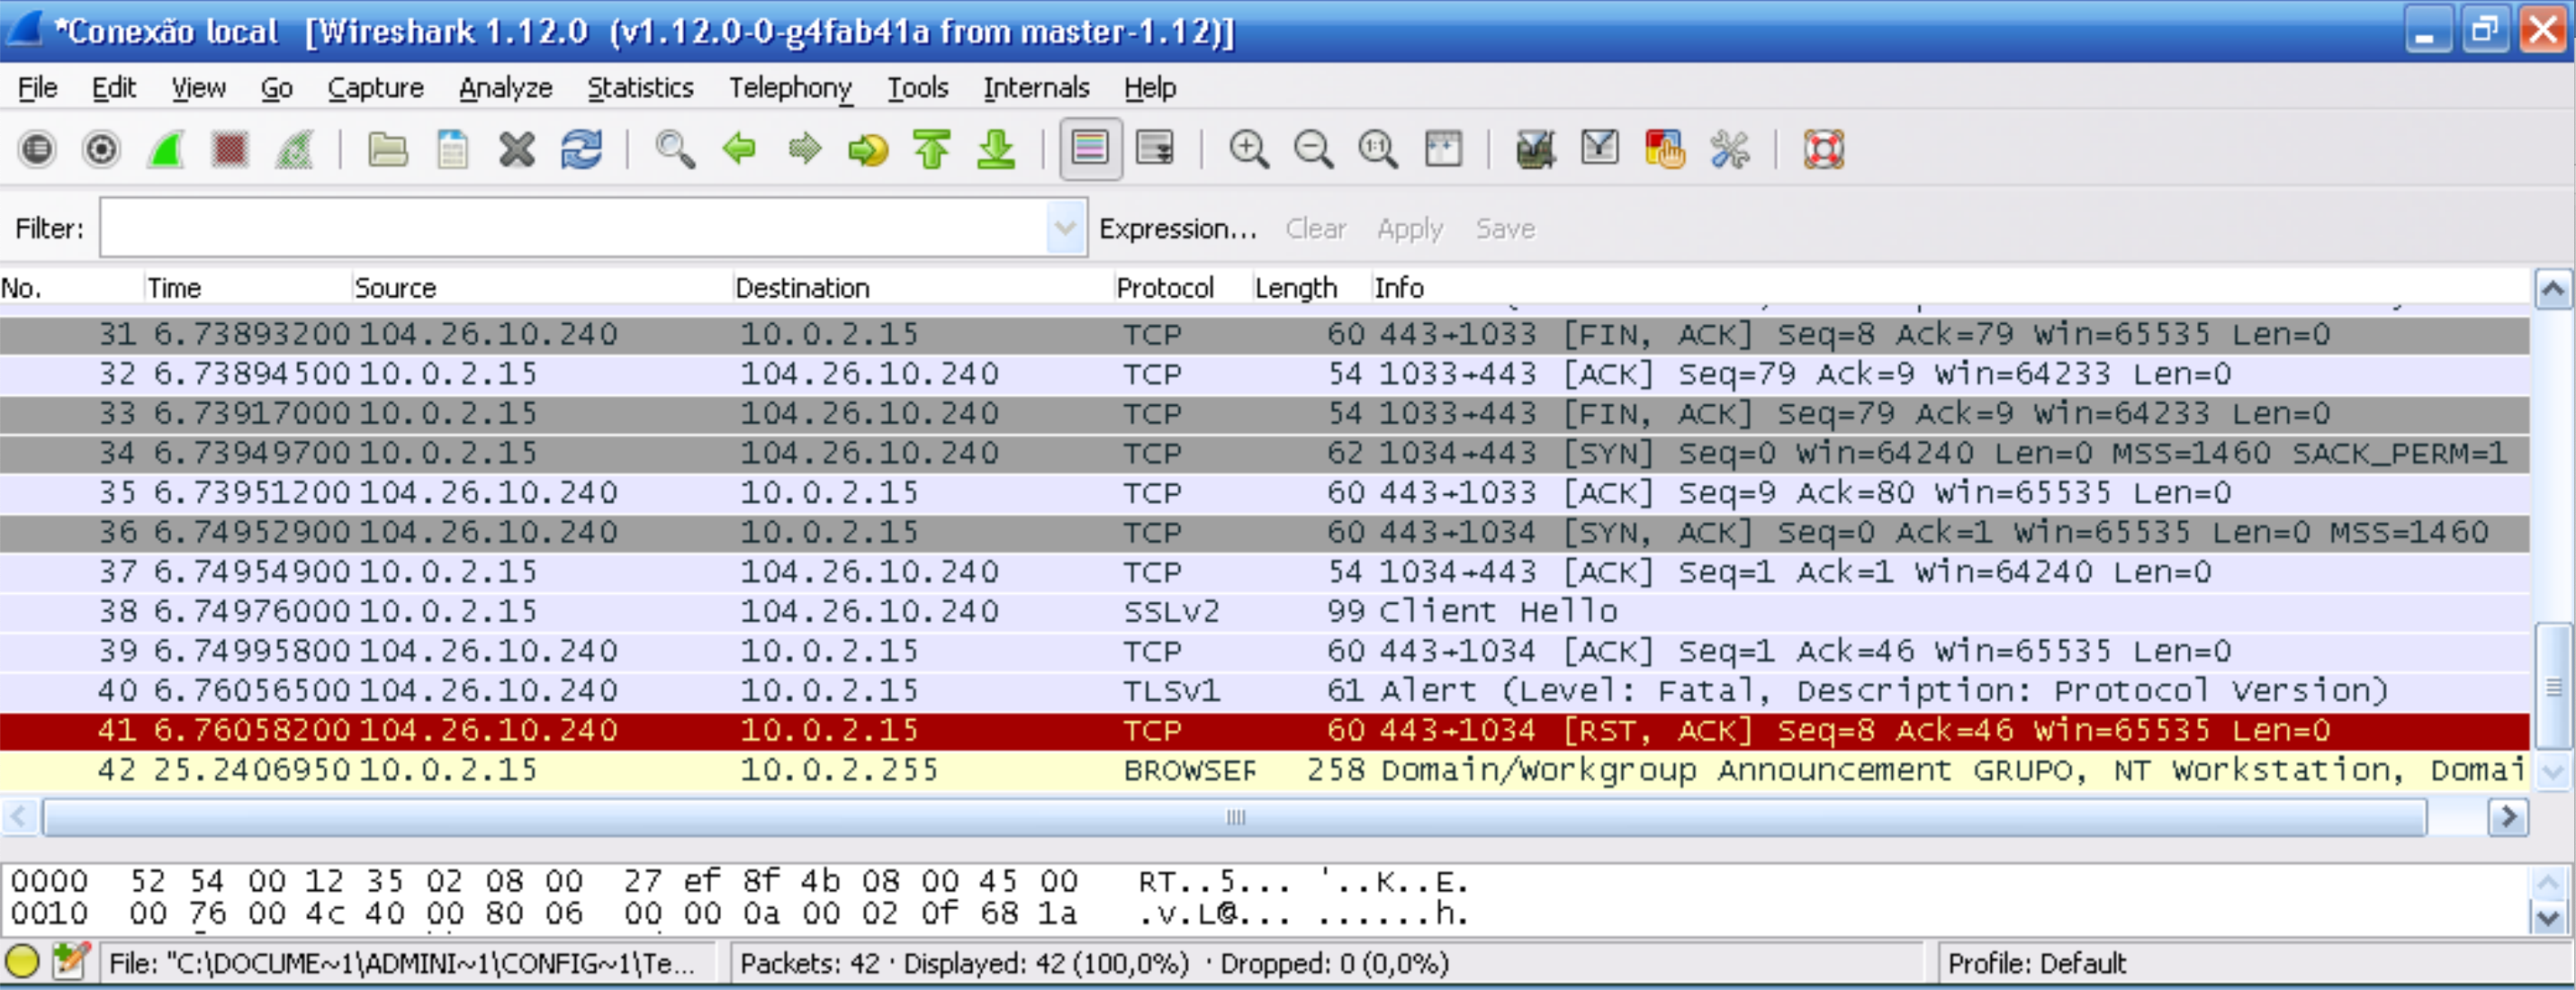 *Conexão local [Wireshark 1.12.0 (v1.12.0-0-g4fab41a from master-1.12)]
File Edit View Go Capture Analyze Statistics Telephony Tools Internals Help
Filter: Expression... Clear Apply Save
No. Time Source Destination Protocol Length Info
31 6.73893200 104.26.10.240 10.0.2.15 TCP 60 443→1033 [FIN, ACK] Seq=8 Ack=79 Win=65535 Len=0
32 6.73894500 10.0.2.15 104.26.10.240 TCP 54 1033→443 [ACK] Seq=79 Ack=9 Win=64233 Len=0
33 6.73917000 10.0.2.15 104.26.10.240 TCP 54 1033→443 [FIN, ACK] Seq=79 Ack=9 Win=64233 Len=0
34 6.73949700 10.0.2.15 104.26.10.240 TCP 62 1034→443 [SYN] Seq=0 Win=64240 Len=0 MSS=1460 SACK_PERM=1
35 6.73951200 104.26.10.240 10.0.2.15 TCP 60 443→1033 [ACK] Seq=9 Ack=80 Win=65535 Len=0
36 6.74952900 104.26.10.240 10.0.2.15 TCP 60 443→1034 [SYN, ACK] Seq=0 Ack=1 Win=65535 Len=0 MSS=1460
37 6.74954900 10.0.2.15 104.26.10.240 TCP 54 1034→443 [ACK] Seq=1 Ack=1 Win=64240 Len=0
38 6.74976000 10.0.2.15 104.26.10.240 SSLv2 99 Client Hello
39 6.74995800 104.26.10.240 10.0.2.15 TCP 60 443→1034 [ACK] Seq=1 Ack=46 Win=65535 Len=0
40 6.76056500 104.26.10.240 10.0.2.15 TLSv1 61 Alert (Level: Fatal, Description: Protocol Version)
41 6.76058200 104.26.10.240 10.0.2.15 TCP 60 443→1034 [RST, ACK] Seq=8 Ack=46 Win=65535 Len=0
42 25.2406950 10.0.2.15 10.0.2.255 BROWSER 258 Domain/Workgroup Announcement GRUPO, NT Workstation, Domai
0000 52 54 00 12 35 02 08 00 27 ef 8f 4b 08 00 45 00 RT..5... '..K..E.
0010 00 76 00 4c 40 00 80 06 00 00 0a 00 02 0f 68 1a .v.L@... ......h.
File: "C:\DOCUME~1\ADMINI~1\CONFIG~1\Te... Packets: 42 · Displayed: 42 (100,0%) · Dropped: 0 (0,0%) Profile: Default